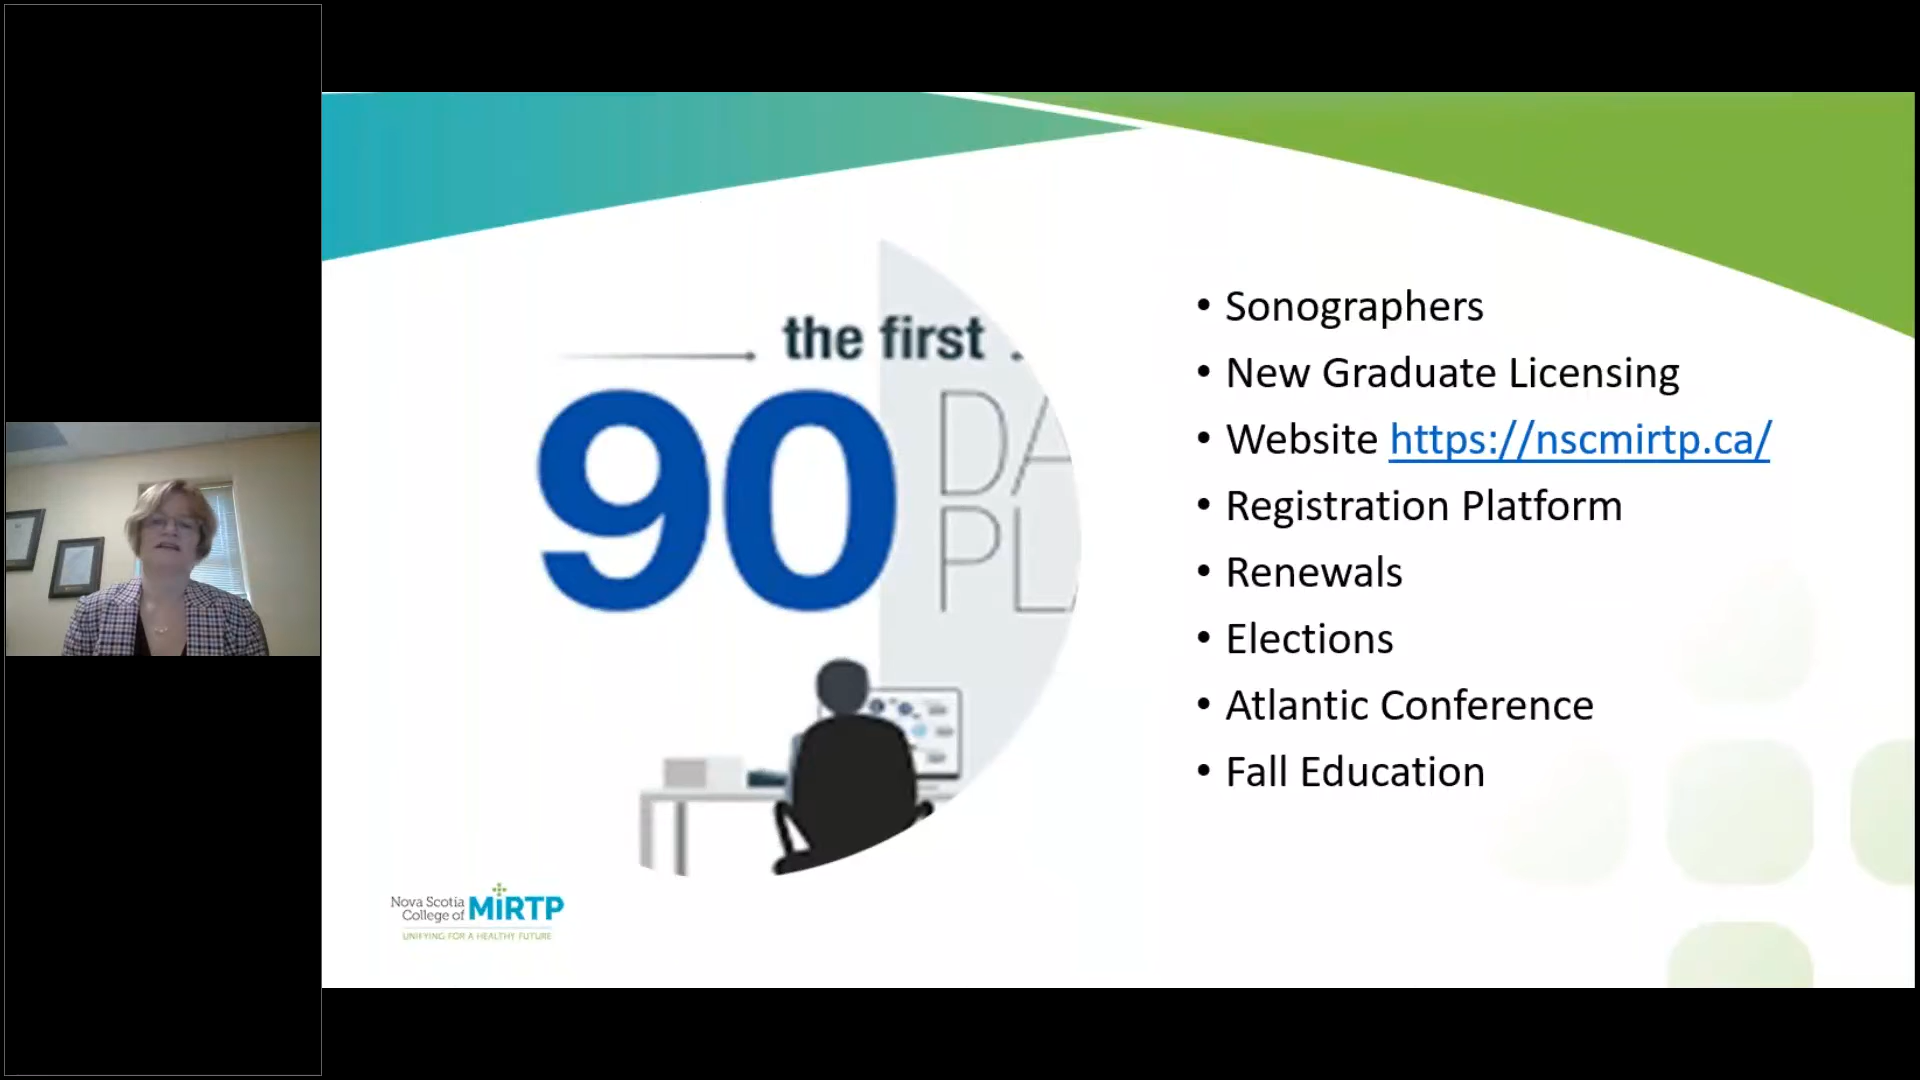 the first
90 DA
PL
• Sonographers
• New Graduate Licensing
• Website https://nscmirtp.ca/
• Registration Platform
• Renewals
• Elections
• Atlantic Conference
• Fall Education
Nova Scotia
College of MiRTP
UNIFYING FOR A HEALTHY FUTURE